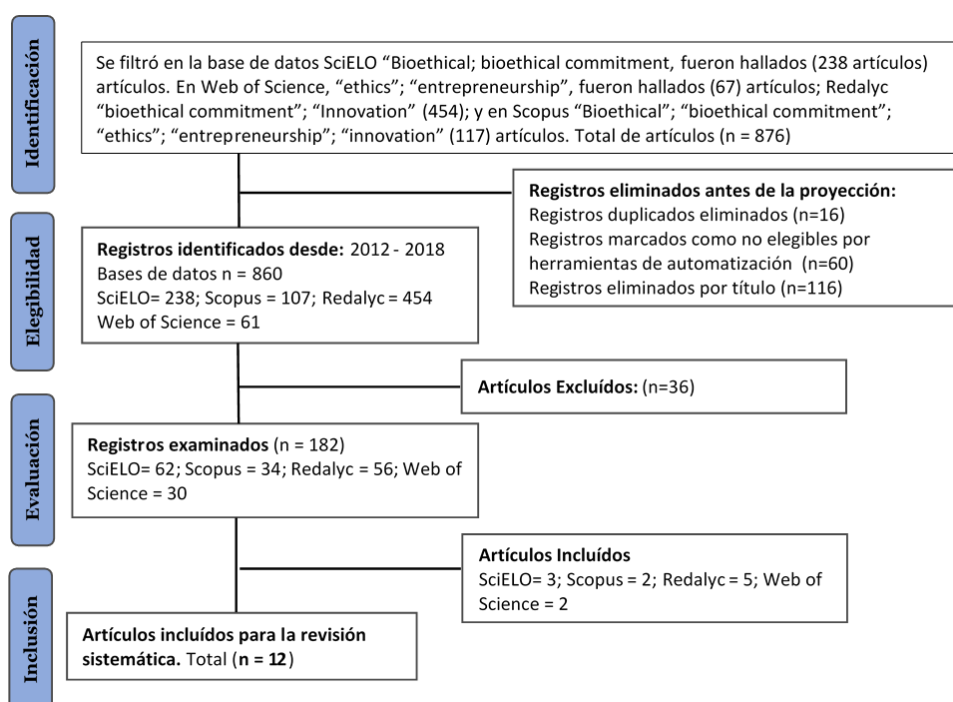 Identificación
Se filtró en la base de datos SciELO “Bioethical; bioethical commitment, fueron hallados (238 artículos)
artículos. En Web of Science, “ethics”; “entrepreneurship”, fueron hallados (67) artículos; Redalyc
“bioethical commitment”; “Innovation” (454); y en Scopus “Bioethical”; “bioethical commitment”;
“ethics”; “entrepreneurship”; “innovation” (117) artículos. Total de artículos (n = 876)
Registros eliminados antes de la proyección:
Registros duplicados eliminados (n=16)
Registros marcados como no elegibles por
herramientas de automatización (n=60)
Registros eliminados por título (n=116)
Elegibilidad
Registros identificados desde: 2012 - 2018
Bases de datos n = 860
SciELO= 238; Scopus = 107; Redalyc = 454
Web of Science = 61
Artículos Excluídos: (n=36)
Evaluación
Registros examinados (n = 182)
SciELO= 62; Scopus = 34; Redalyc = 56; Web of
Science = 30
Artículos Incluídos
SciELO= 3; Scopus = 2; Redalyc = 5; Web of
Science = 2
Inclusión
Artículos incluídos para la revisión
sistemática. Total (n = 12)